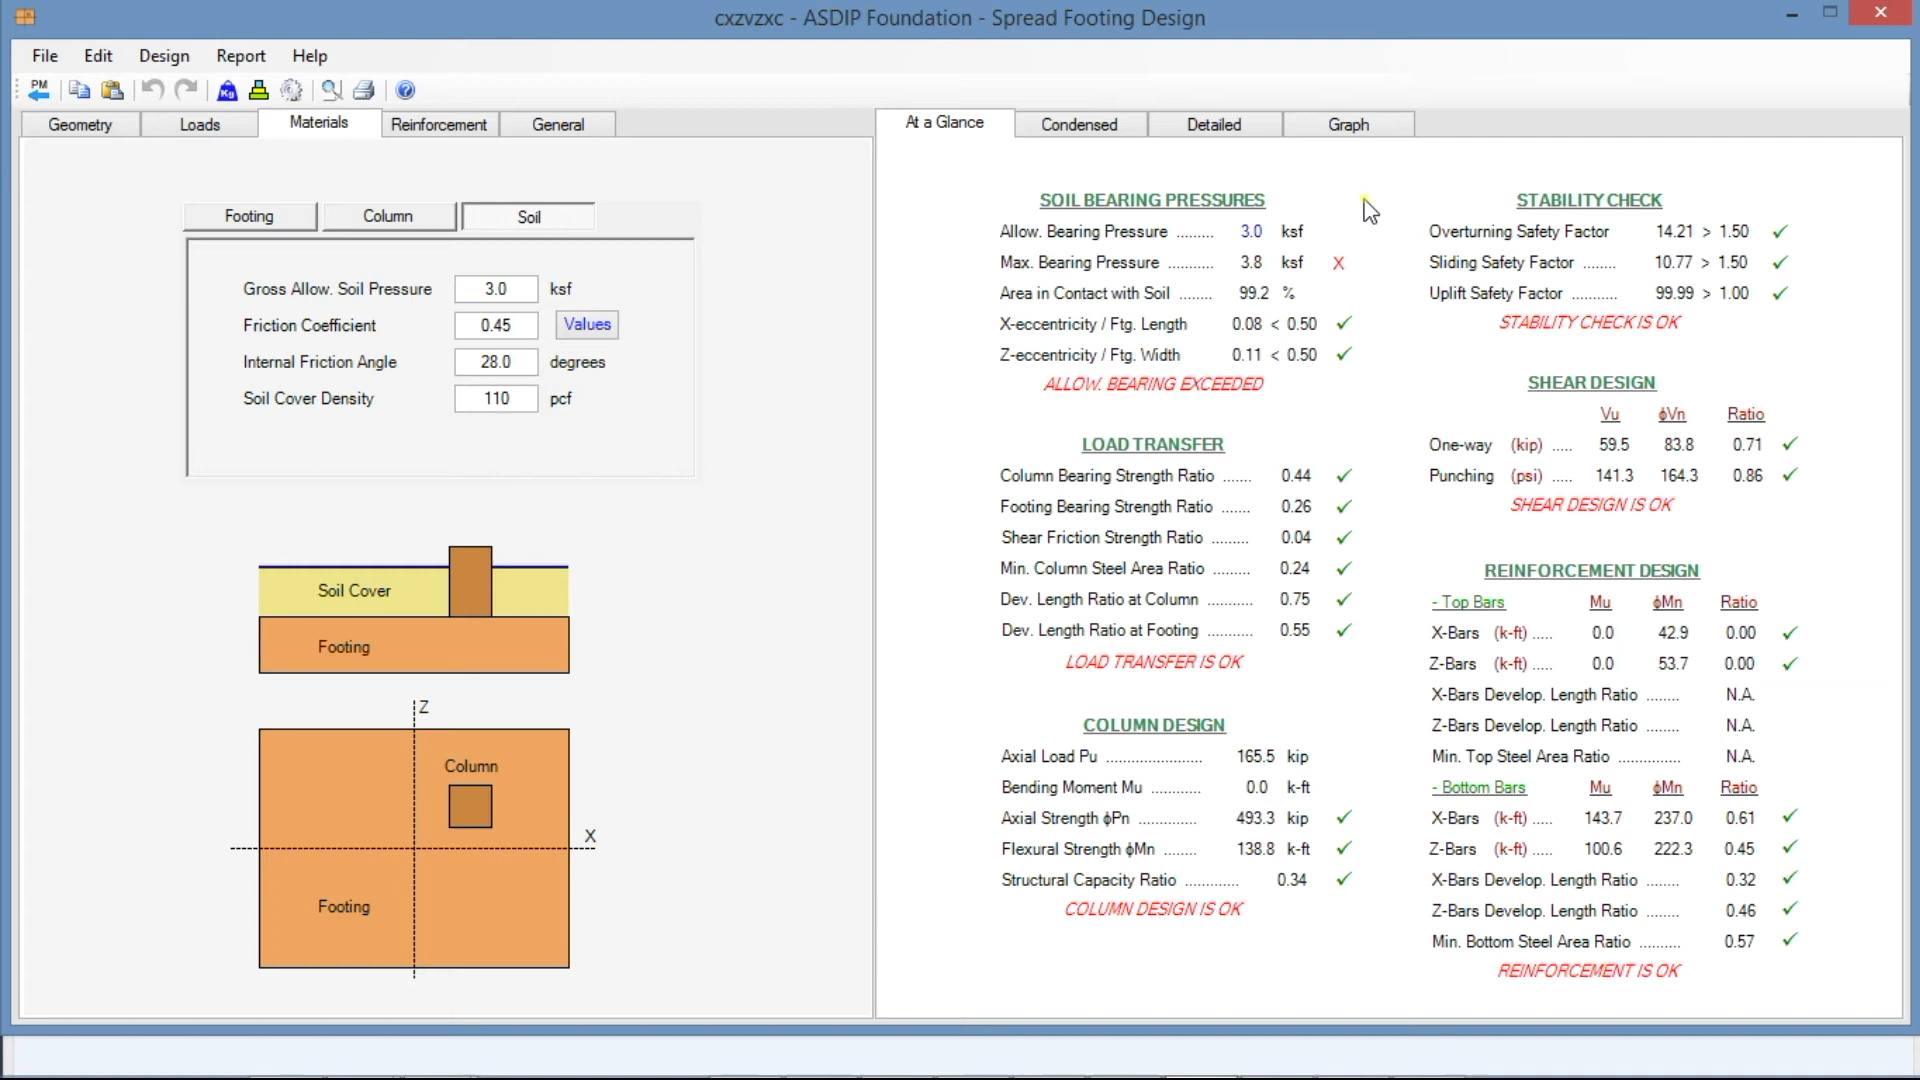 cxzvzxc - ASDIP Foundation - Spread Footing Design
File Edit Design Report Help
PM Kg ?
Geometry Loads Materials Reinforcement General
At a Glance Condensed Detailed Graph
Footing Column Soil
Gross Allow. Soil Pressure 3.0 ksf
Friction Coefficient 0.45 Values
Internal Friction Angle 28.0 degrees
Soil Cover Density 110 pcf
Soil Cover
Footing
Z
Column
X
Footing
SOIL BEARING PRESSURES
Allow. Bearing Pressure ........ 3.0 ksf
Max. Bearing Pressure ........... 3.8 ksf X
Area in Contact with Soil ....... 99.2 %
X-eccentricity / Ftg. Length 0.08 < 0.50 ✓
Z-eccentricity / Ftg. Width 0.11 < 0.50 ✓
ALLOW. BEARING EXCEEDED
LOAD TRANSFER
Column Bearing Strength Ratio ...... 0.44 ✓
Footing Bearing Strength Ratio ...... 0.26 ✓
Shear Friction Strength Ratio ........ 0.04 ✓
Min. Column Steel Area Ratio ........ 0.24 ✓
Dev. Length Ratio at Column .......... 0.75 ✓
Dev. Length Ratio at Footing .......... 0.55 ✓
LOAD TRANSFER IS OK
COLUMN DESIGN
Axial Load Pu ...................... 165.5 kip
Bending Moment Mu ........... 0.0 k-ft
Axial Strength ϕPn ............. 493.3 kip ✓
Flexural Strength ϕMn ........ 138.8 k-ft ✓
Structural Capacity Ratio ............ 0.34 ✓
COLUMN DESIGN IS OK
STABILITY CHECK
Overturning Safety Factor 14.21 > 1.50 ✓
Sliding Safety Factor ........ 10.77 > 1.50 ✓
Uplift Safety Factor ........... 99.99 > 1.00 ✓
STABILITY CHECK IS OK
SHEAR DESIGN
Vu ϕVn Ratio
One-way (kip) ..... 59.5 83.8 0.71 ✓
Punching (psi) ..... 141.3 164.3 0.86 ✓
SHEAR DESIGN IS OK
REINFORCEMENT DESIGN
- Top Bars Mu ϕMn Ratio
X-Bars (k-ft) ..... 0.0 42.9 0.00 ✓
Z-Bars (k-ft) ..... 0.0 53.7 0.00 ✓
X-Bars Develop. Length Ratio ........ N.A.
Z-Bars Develop. Length Ratio ........ N.A.
Min. Top Steel Area Ratio .............. N.A.
- Bottom Bars Mu ϕMn Ratio
X-Bars (k-ft) ..... 143.7 237.0 0.61 ✓
Z-Bars (k-ft) ..... 100.6 222.3 0.45 ✓
X-Bars Develop. Length Ratio ........ 0.32 ✓
Z-Bars Develop. Length Ratio ........ 0.46 ✓
Min. Bottom Steel Area Ratio .......... 0.57 ✓
REINFORCEMENT IS OK